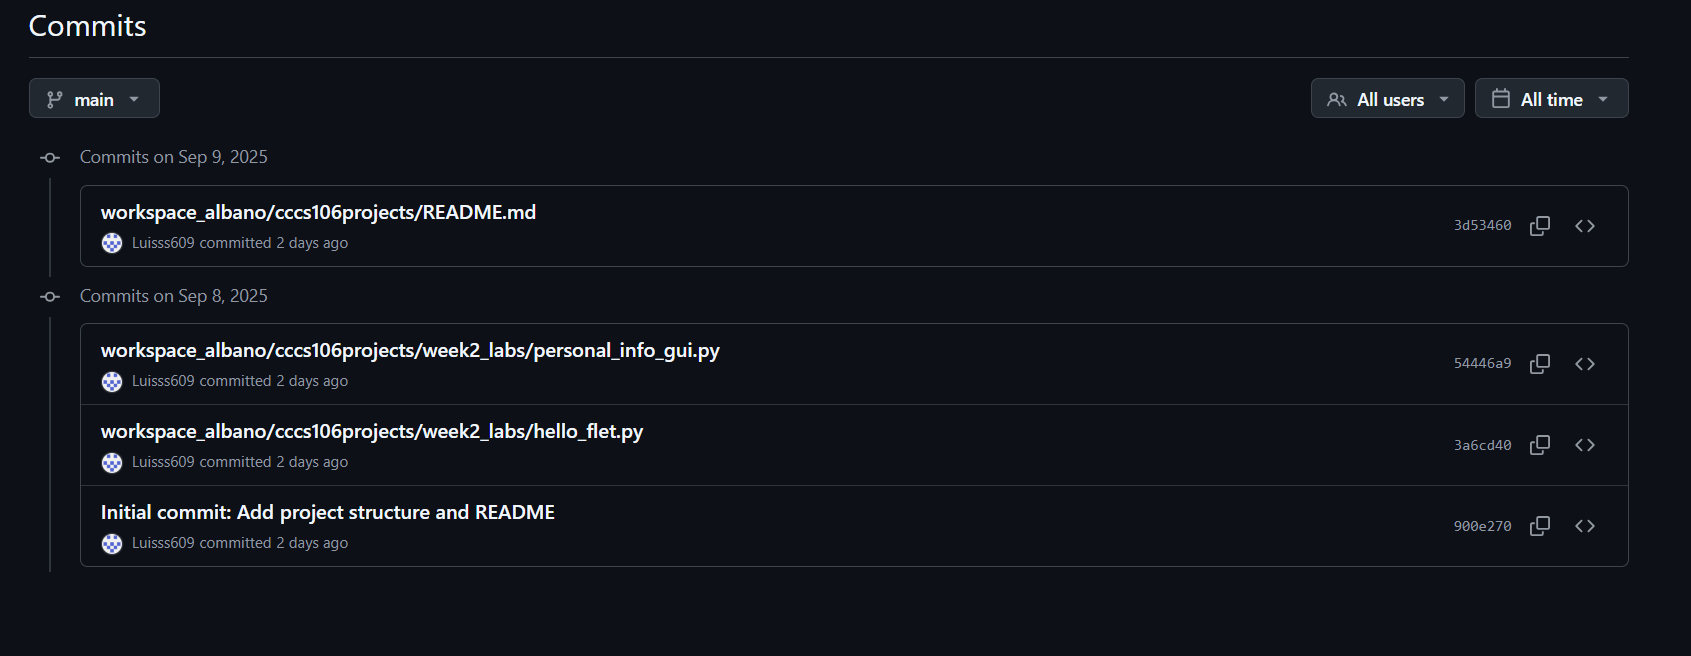 Commits
main
All users
All time
Commits on Sep 9, 2025
workspace_albano/cccs106projects/README.md
3d53460
Luisss609 committed 2 days ago
Commits on Sep 8, 2025
workspace_albano/cccs106projects/week2_labs/personal_info_gui.py
54446a9
Luisss609 committed 2 days ago
workspace_albano/cccs106projects/week2_labs/hello_flet.py
3a6cd40
Luisss609 committed 2 days ago
Initial commit: Add project structure and README
900e270
Luisss609 committed 2 days ago